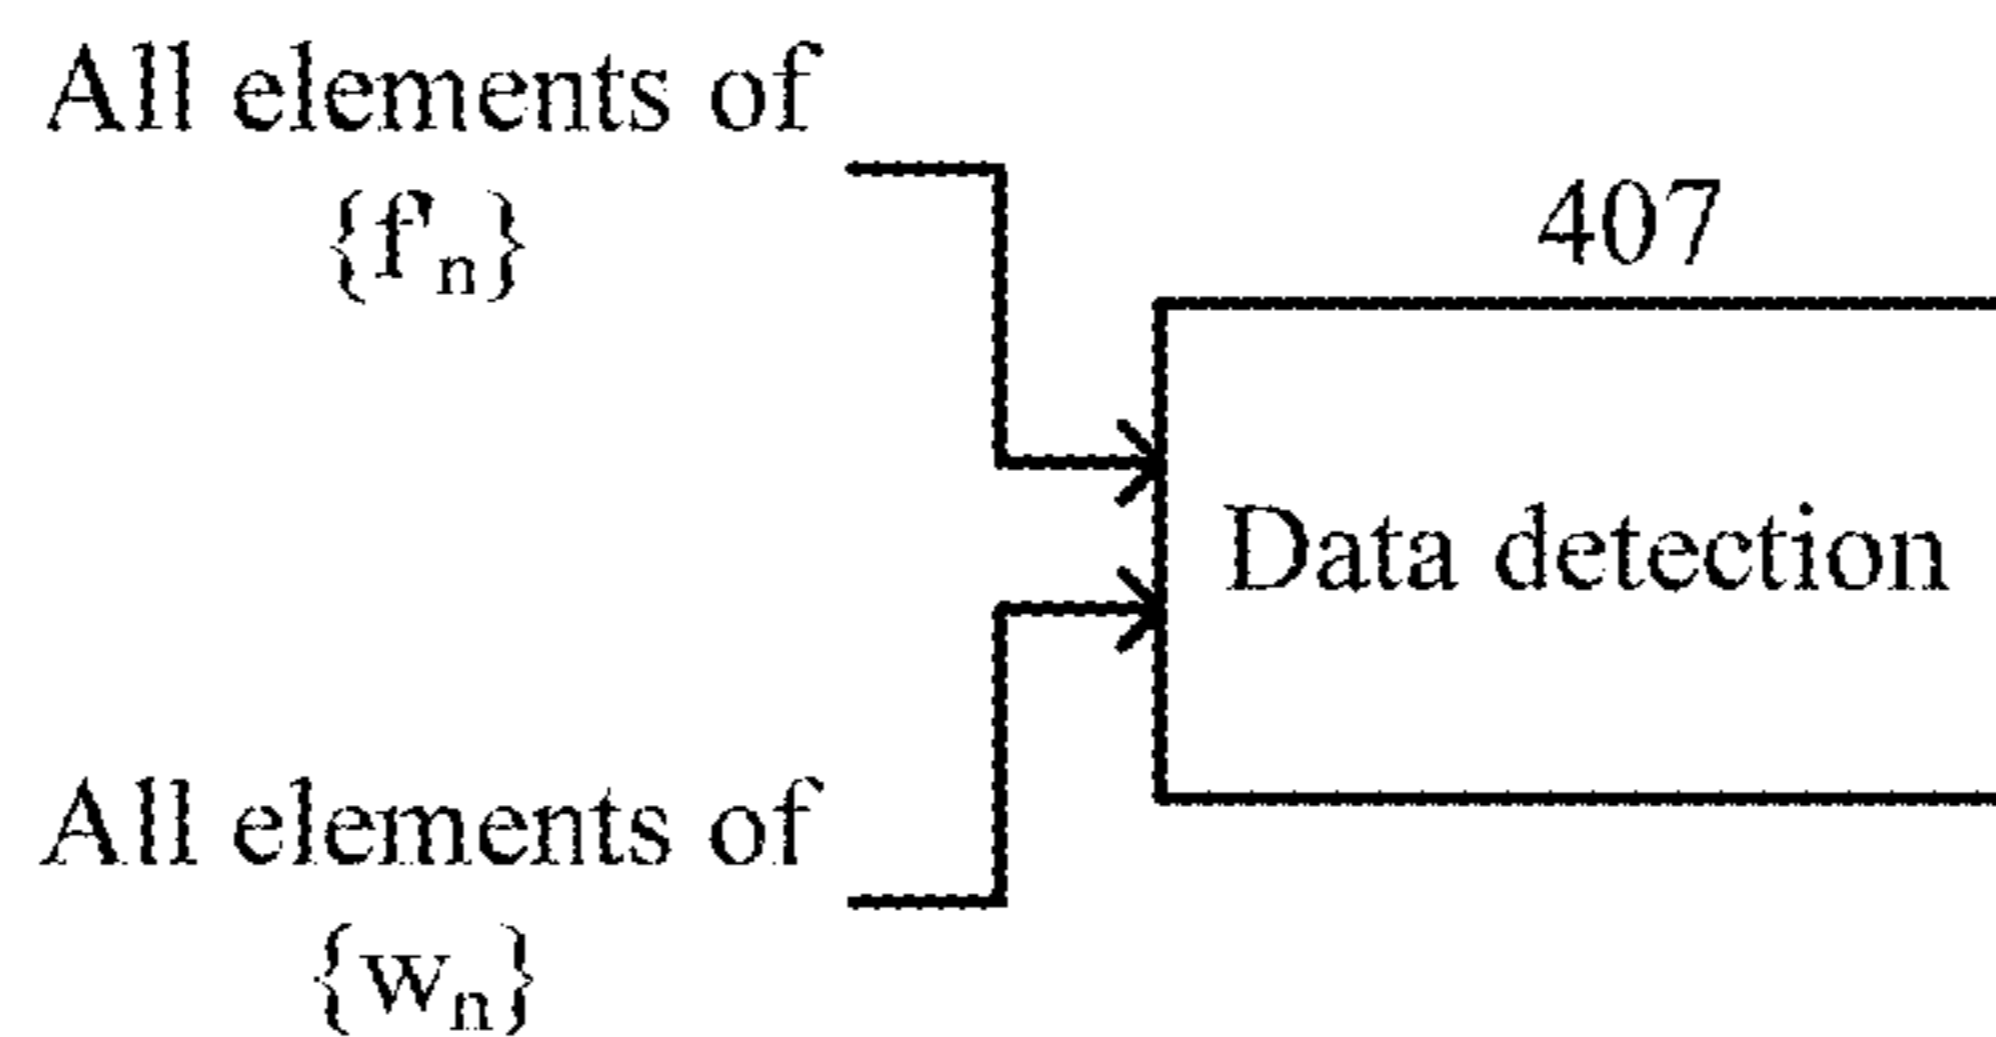 All elements of
{f'n}
407
Data detection
All elements of
{wn}